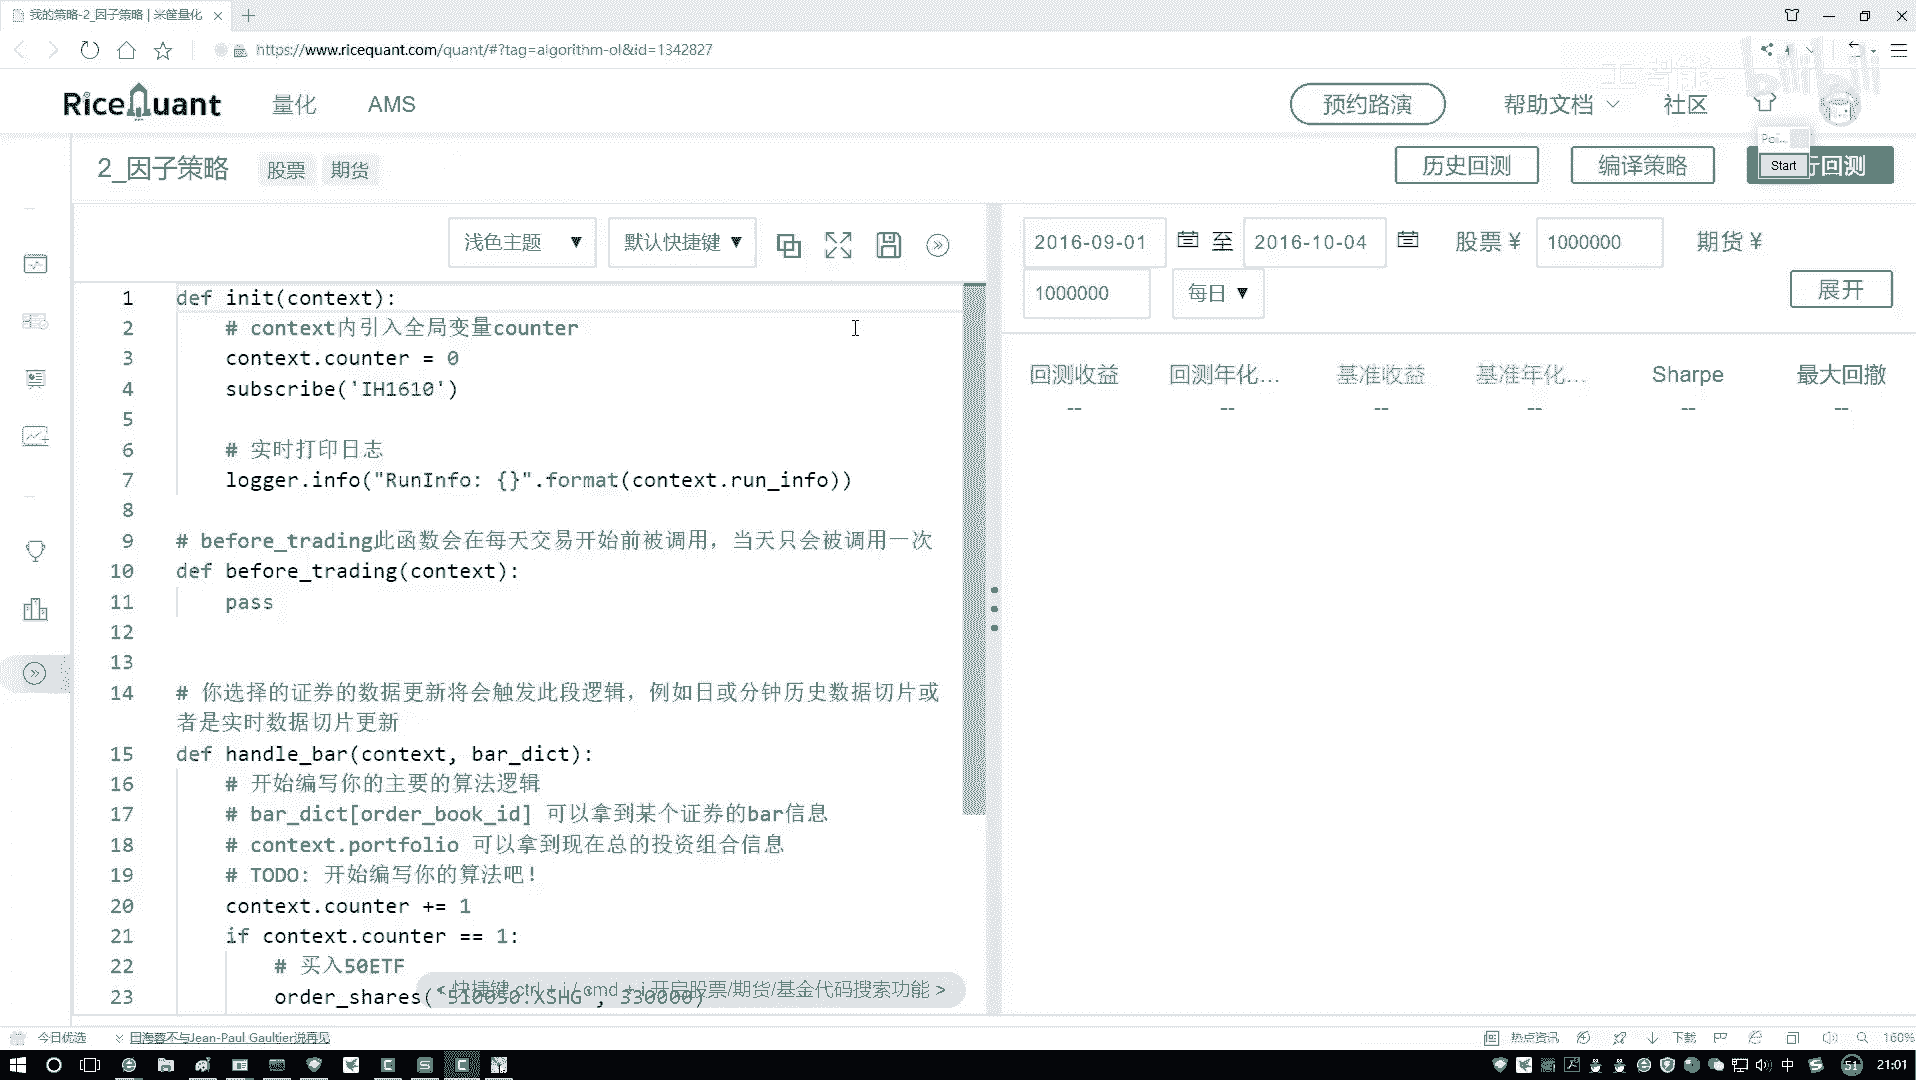 我的策略-2_因子策略 | 米筐量化
https://www.ricequant.com/quant/#?tag=algorithm-ol&id=1342827
bilibili
RiceQuant 量化 AMS 预约路演 帮助文档 社区
2_因子策略 股票 期货 历史回测 编译策略 行回测
Start
浅色主题 ▼ 默认快捷键 ▼
2016-09-01 至 2016-10-04 股票 ¥ 1000000 期货 ¥
1000000 每日 ▼ 展开
回测收益 回测年化... 基准收益 基准年化... Sharpe 最大回撤
-- -- -- -- -- --
1 def init(context):
2 # context内引入全局变量counter
3 context.counter = 0
4 subscribe('IH1610')
5
6 # 实时打印日志
7 logger.info("RunInfo: {}".format(context.run_info))
8
9 # before_trading此函数会在每天交易开始前被调用，当天只会被调用一次
10 def before_trading(context):
11 pass
12
13
14 # 你选择的证券的数据更新将会触发此段逻辑，例如日或分钟历史数据切片或
者是实时数据切片更新
15 def handle_bar(context, bar_dict):
16 # 开始编写你的主要的算法逻辑
17 # bar_dict[order_book_id] 可以拿到某个证券的bar信息
18 # context.portfolio 可以拿到现在总的投资组合信息
19 # TODO: 开始编写你的算法吧!
20 context.counter += 1
21 if context.counter == 1:
22 # 买入50ETF
23 order_shares('510050.XSHG', 330000)
< 快捷键 ctrl + i / cmd + i 开启股票/期货/基金代码搜索功能 >
今日优选 Jean-Paul Gaultier说再见 热点资讯 下载 160%
中 51 21:01